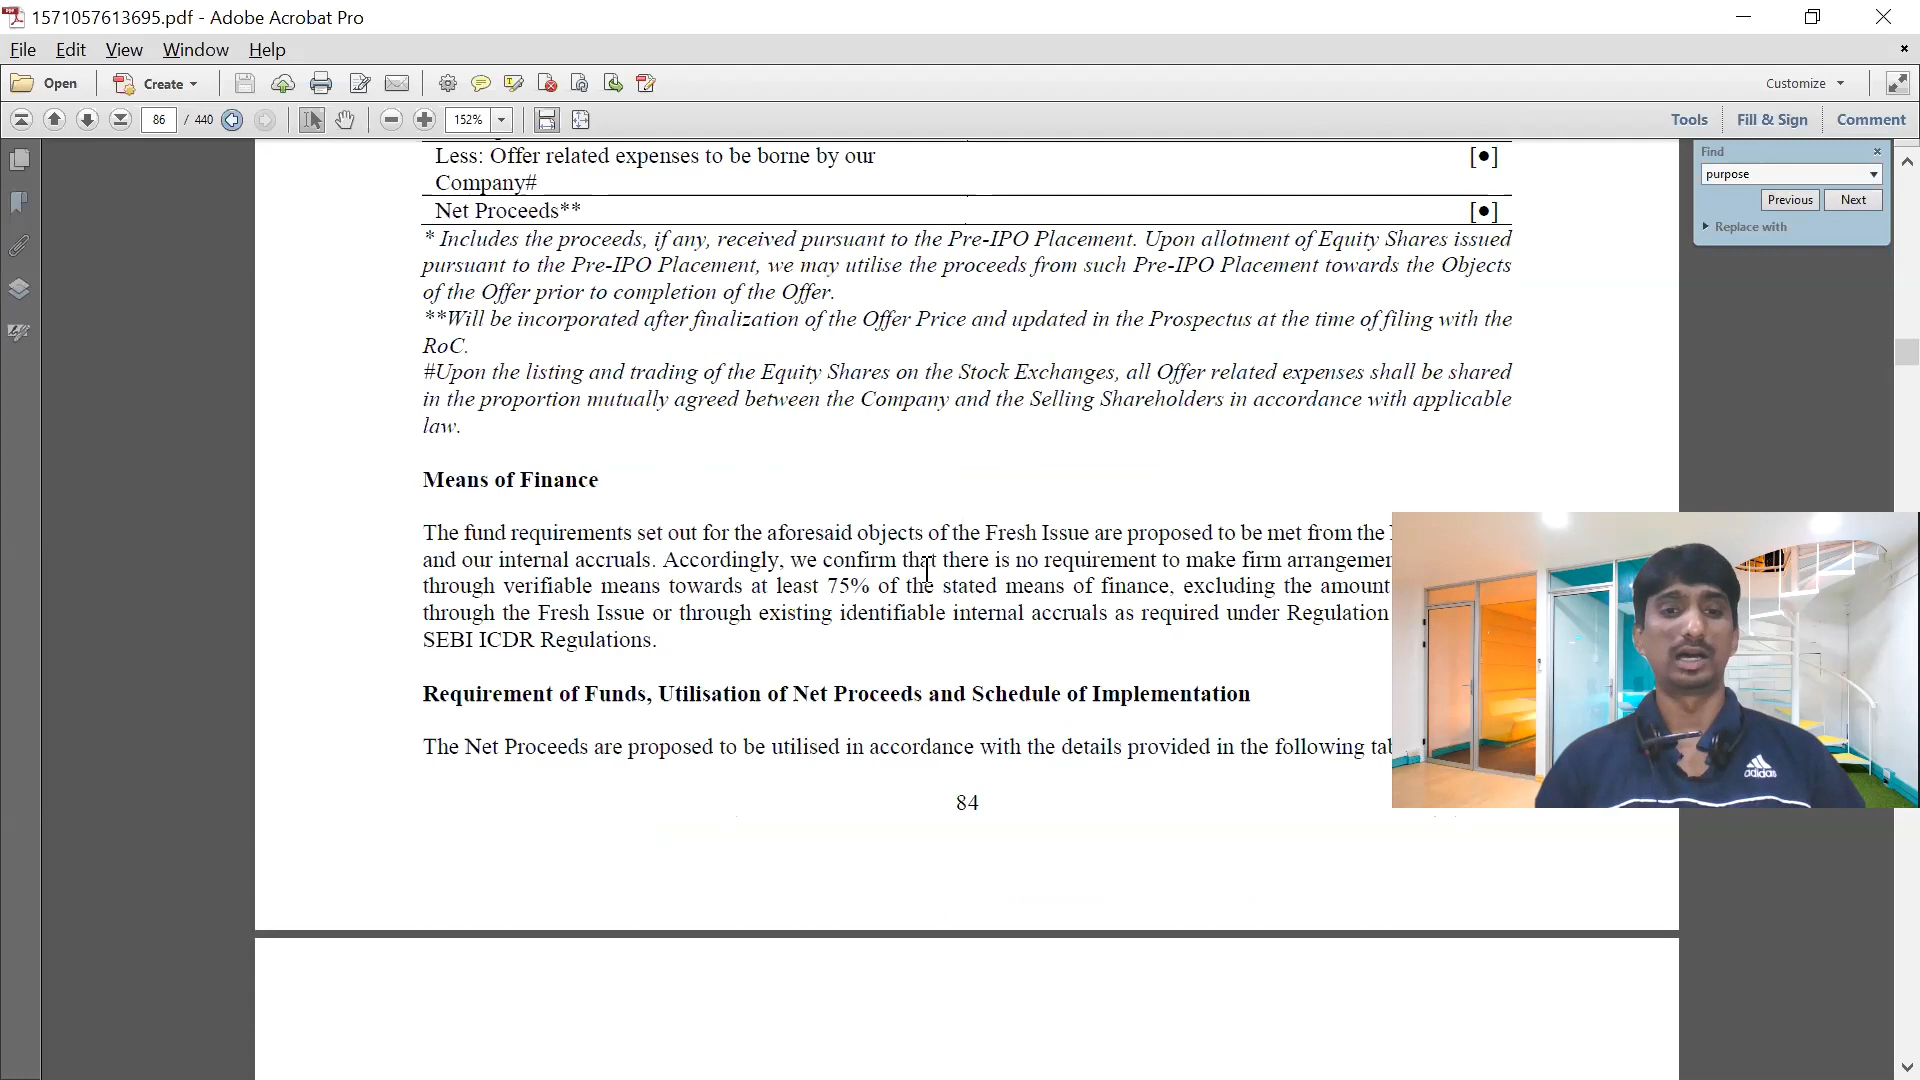 1571057613695.pdf - Adobe Acrobat Pro
File Edit View Window Help
Open Create Customize
86 / 440 152% Tools Fill & Sign Comment
Find
purpose
Previous Next
Replace with
Less: Offer related expenses to be borne by our [●]
Company#
Net Proceeds** [●]
* Includes the proceeds, if any, received pursuant to the Pre-IPO Placement. Upon allotment of Equity Shares issued
pursuant to the Pre-IPO Placement, we may utilise the proceeds from such Pre-IPO Placement towards the Objects
of the Offer prior to completion of the Offer.
**Will be incorporated after finalization of the Offer Price and updated in the Prospectus at the time of filing with the
RoC.
#Upon the listing and trading of the Equity Shares on the Stock Exchanges, all Offer related expenses shall be shared
in the proportion mutually agreed between the Company and the Selling Shareholders in accordance with applicable
law.
Means of Finance
The fund requirements set out for the aforesaid objects of the Fresh Issue are proposed to be met from the
and our internal accruals. Accordingly, we confirm that there is no requirement to make firm
through verifiable means towards at least 75% of the stated means of finance, excluding the amount
through the Fresh Issue or through existing identifiable internal accruals as required under Regulation
SEBI ICDR Regulations.
Requirement of Funds, Utilisation of Net Proceeds and Schedule of Implementation
The Net Proceeds are proposed to be utilised in accordance with the details provided in the following
84
adidas